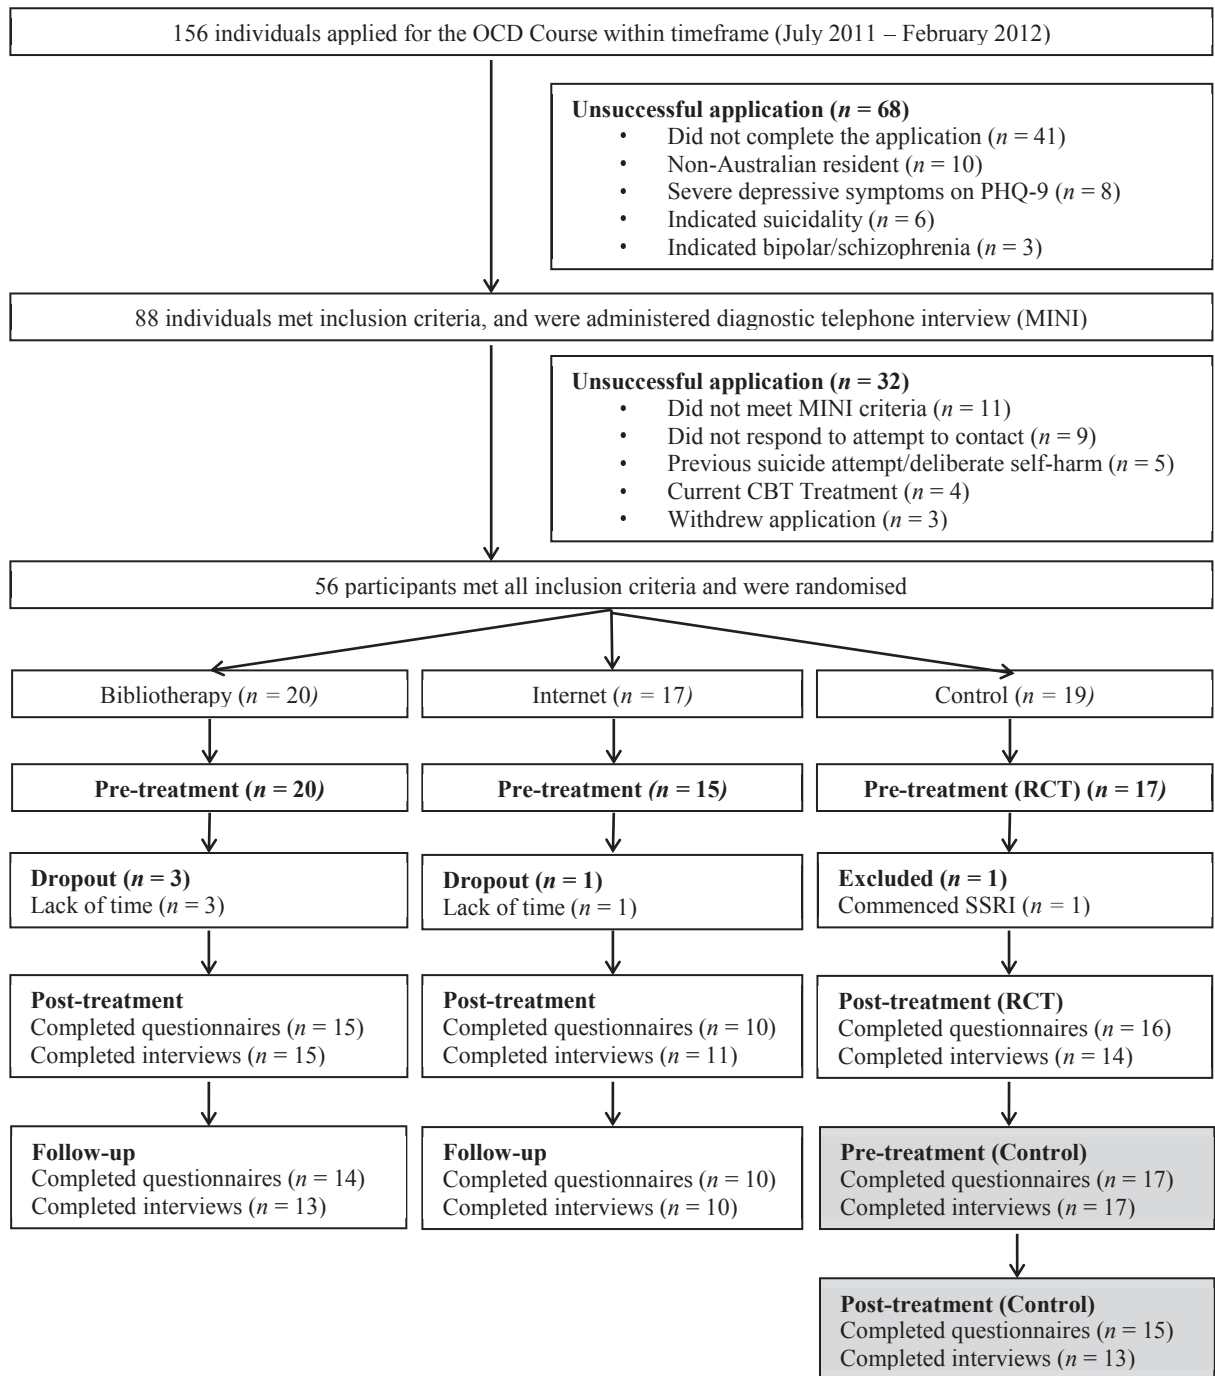 156 individuals applied for the OCD Course within timeframe (July 2011 – February 2012)
Unsuccessful application (n = 68)
• Did not complete the application (n = 41)
• Non-Australian resident (n = 10)
• Severe depressive symptoms on PHQ-9 (n = 8)
• Indicated suicidality (n = 6)
• Indicated bipolar/schizophrenia (n = 3)
88 individuals met inclusion criteria, and were administered diagnostic telephone interview (MINI)
Unsuccessful application (n = 32)
• Did not meet MINI criteria (n = 11)
• Did not respond to attempt to contact (n = 9)
• Previous suicide attempt/deliberate self-harm (n = 5)
• Current CBT Treatment (n = 4)
• Withdrew application (n = 3)
56 participants met all inclusion criteria and were randomised
Bibliotherapy (n = 20)
Internet (n = 17)
Control (n = 19)
Pre-treatment (n = 20)
Pre-treatment (n = 15)
Pre-treatment (RCT) (n = 17)
Dropout (n = 3)
Lack of time (n = 3)
Dropout (n = 1)
Lack of time (n = 1)
Excluded (n = 1)
Commenced SSRI (n = 1)
Post-treatment
Completed questionnaires (n = 15)
Completed interviews (n = 15)
Post-treatment
Completed questionnaires (n = 10)
Completed interviews (n = 11)
Post-treatment (RCT)
Completed questionnaires (n = 16)
Completed interviews (n = 14)
Follow-up
Completed questionnaires (n = 14)
Completed interviews (n = 13)
Follow-up
Completed questionnaires (n = 10)
Completed interviews (n = 10)
Pre-treatment (Control)
Completed questionnaires (n = 17)
Completed interviews (n = 17)
Post-treatment (Control)
Completed questionnaires (n = 15)
Completed interviews (n = 13)